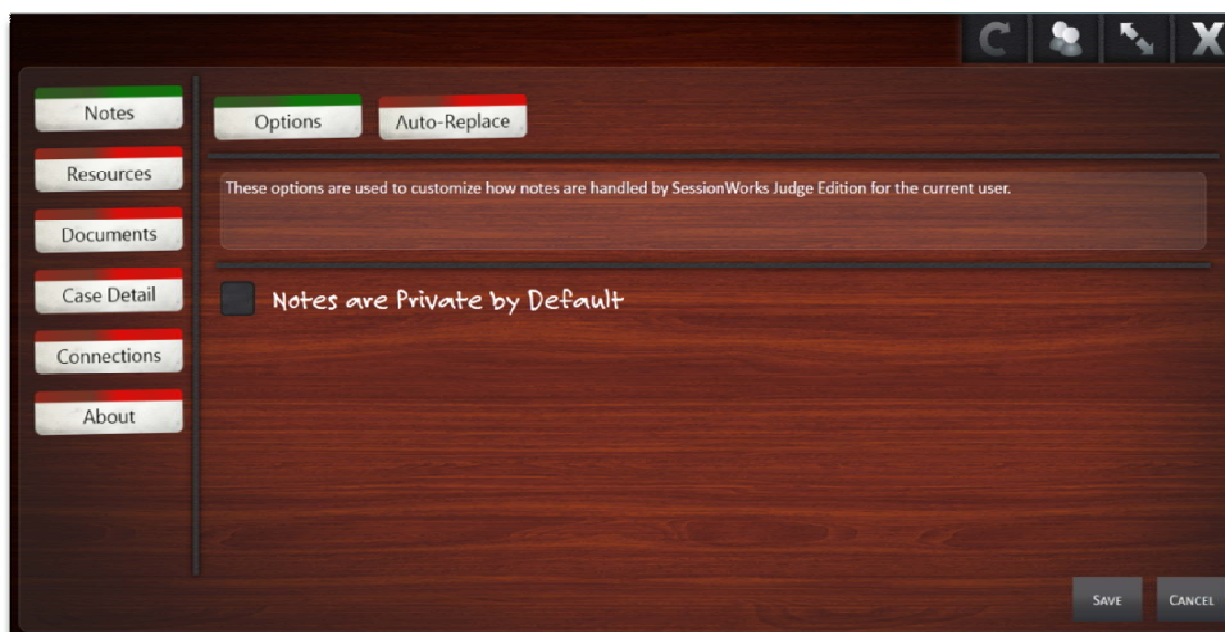 Notes
Resources
Documents
Case Detail
Connections
About
Options
Auto-Replace
These options are used to customize how notes are handled by SessionWorks Judge Edition for the current user.
Notes are Private by Default
SAVE
CANCEL